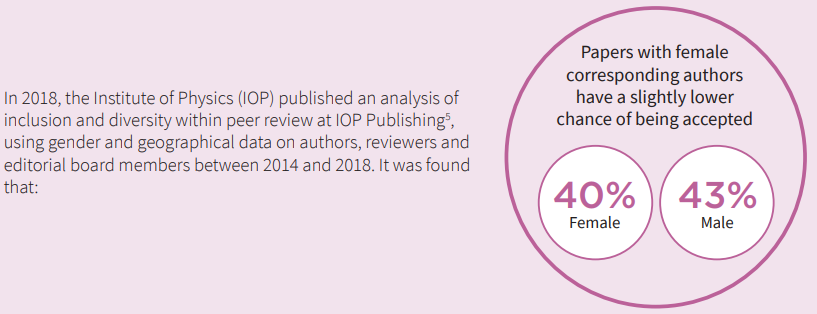 In 2018, the Institute of Physics (IOP) published an analysis of
inclusion and diversity within peer review at IOP Publishing⁵,
using gender and geographical data on authors, reviewers and
editorial board members between 2014 and 2018. It was found
that:
Papers with female
corresponding authors
have a slightly lower
chance of being accepted
40% 43%
Female Male